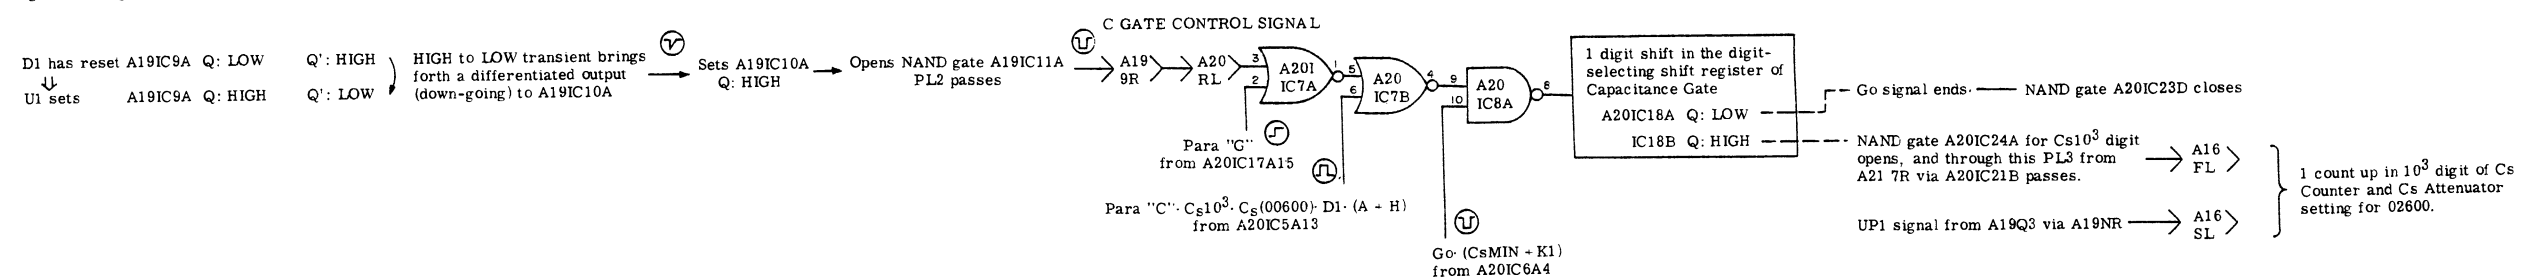 C GATE CONTROL SIGNAL
D1 has reset A19IC9A Q: LOW Q': HIGH
U1 sets A19IC9A Q: HIGH Q': LOW
HIGH to LOW transient brings
forth a differentiated output
(down-going) to A19IC10A
Sets A19IC10A
Q: HIGH
Opens NAND gate A19IC11A
PL2 passes
A19
9R
A20
RL
3
2
A201
IC7A
1
5
6
A20
IC7B
4
9
10
A20
IC8A
8
Para "G"
from A20IC17A15
Para "C"· Cs10³· Cs(00600)· D1· (A + H)
from A20IC5A13
Go· (CsMIN + K1)
from A20IC6A4
1 digit shift in the digit-
selecting shift register of
Capacitance Gate
A20IC18A Q: LOW
IC18B Q: HIGH
Go signal ends. NAND gate A20IC23D closes
NAND gate A20IC24A for Cs10³ digit
opens, and through this PL3 from
A21 7R via A20IC21B passes.
A16
FL
UP1 signal from A19Q3 via A19NR
A16
SL
1 count up in 10³ digit of Cs
Counter and Cs Attenuator
setting for 02600.